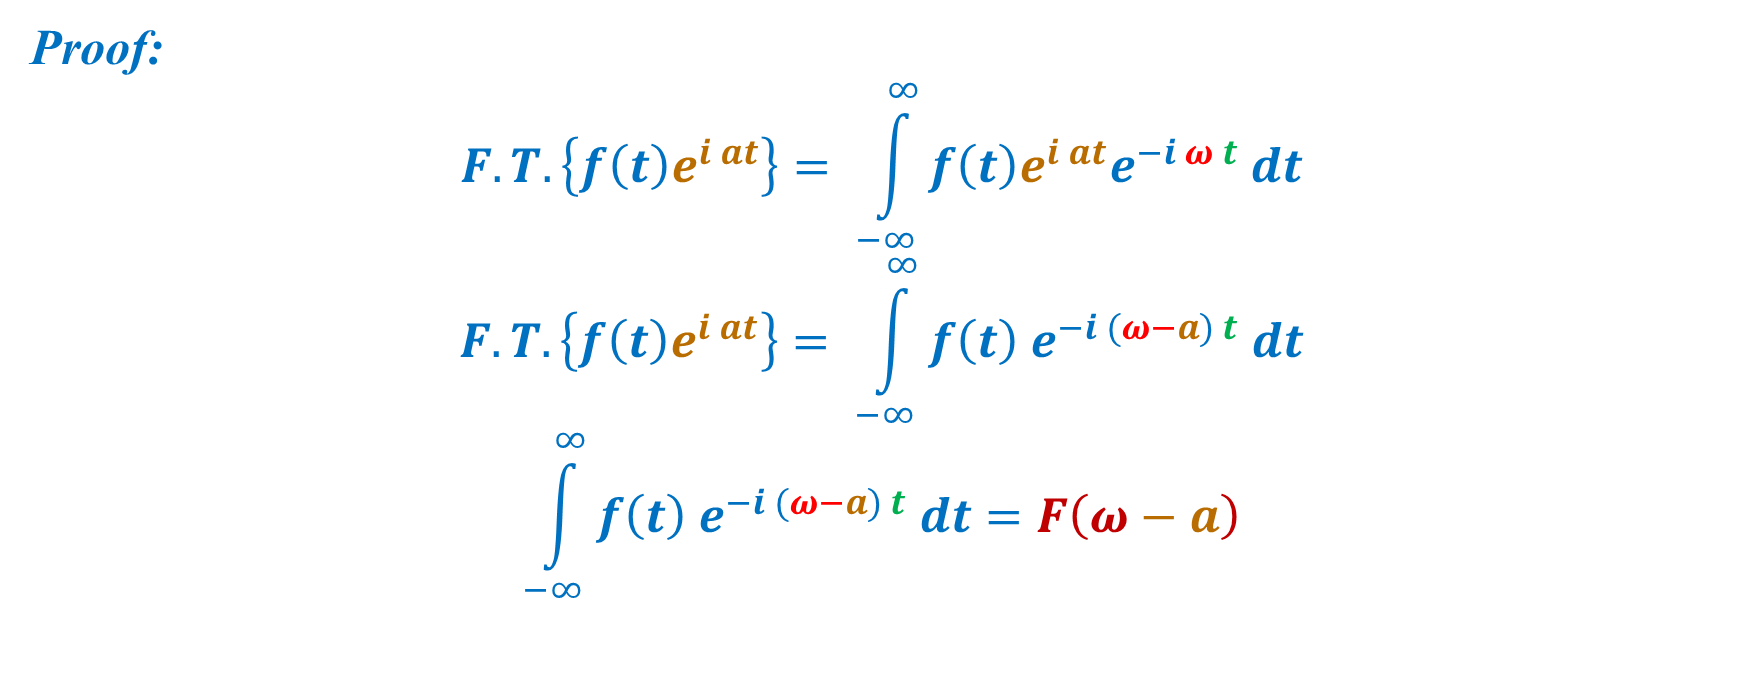 Proof:
F.T.{f(t)e^{i at}} = ∫_{-∞}^{∞} f(t)e^{i at}e^{-i ω t} dt
F.T.{f(t)e^{i at}} = ∫_{-∞}^{∞} f(t) e^{-i (ω-a) t} dt
∫_{-∞}^{∞} f(t) e^{-i (ω-a) t} dt = F(ω - a)